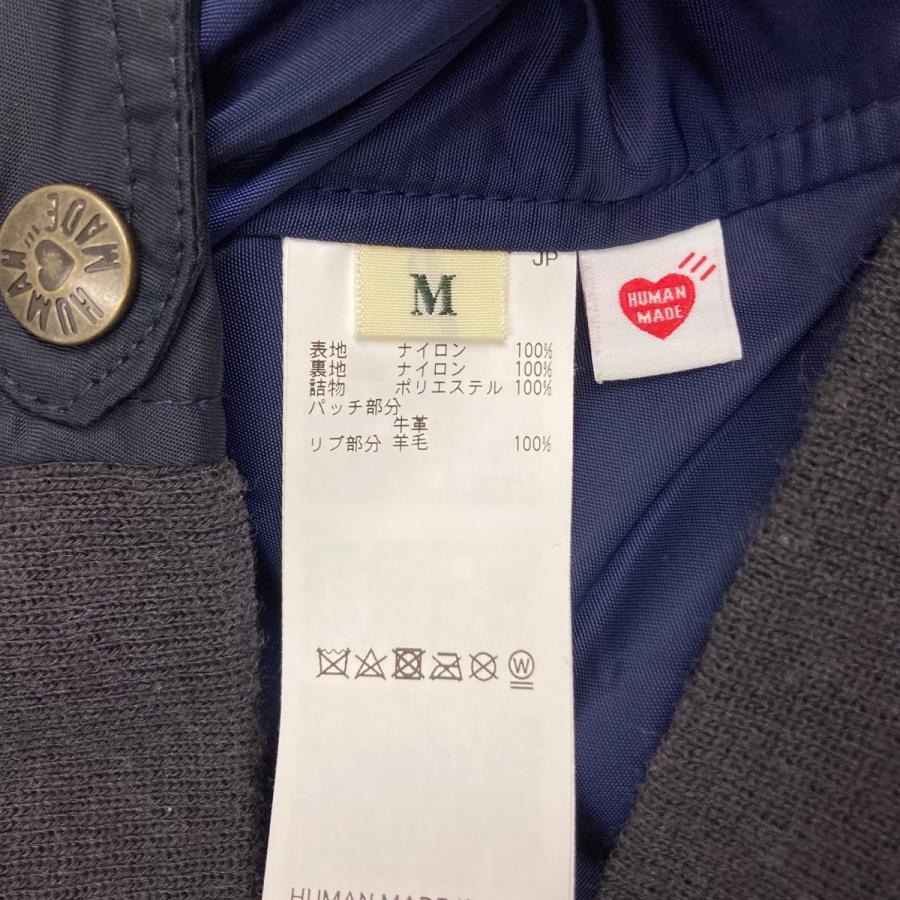 HUMAN MADE
M
JP
HUMAN
MADE
表地 ナイロン 100%
裏地 ナイロン 100%
詰物 ポリエステル 100%
パッチ部分
牛革
リブ部分 羊毛 100%
W
HUMAN MADE